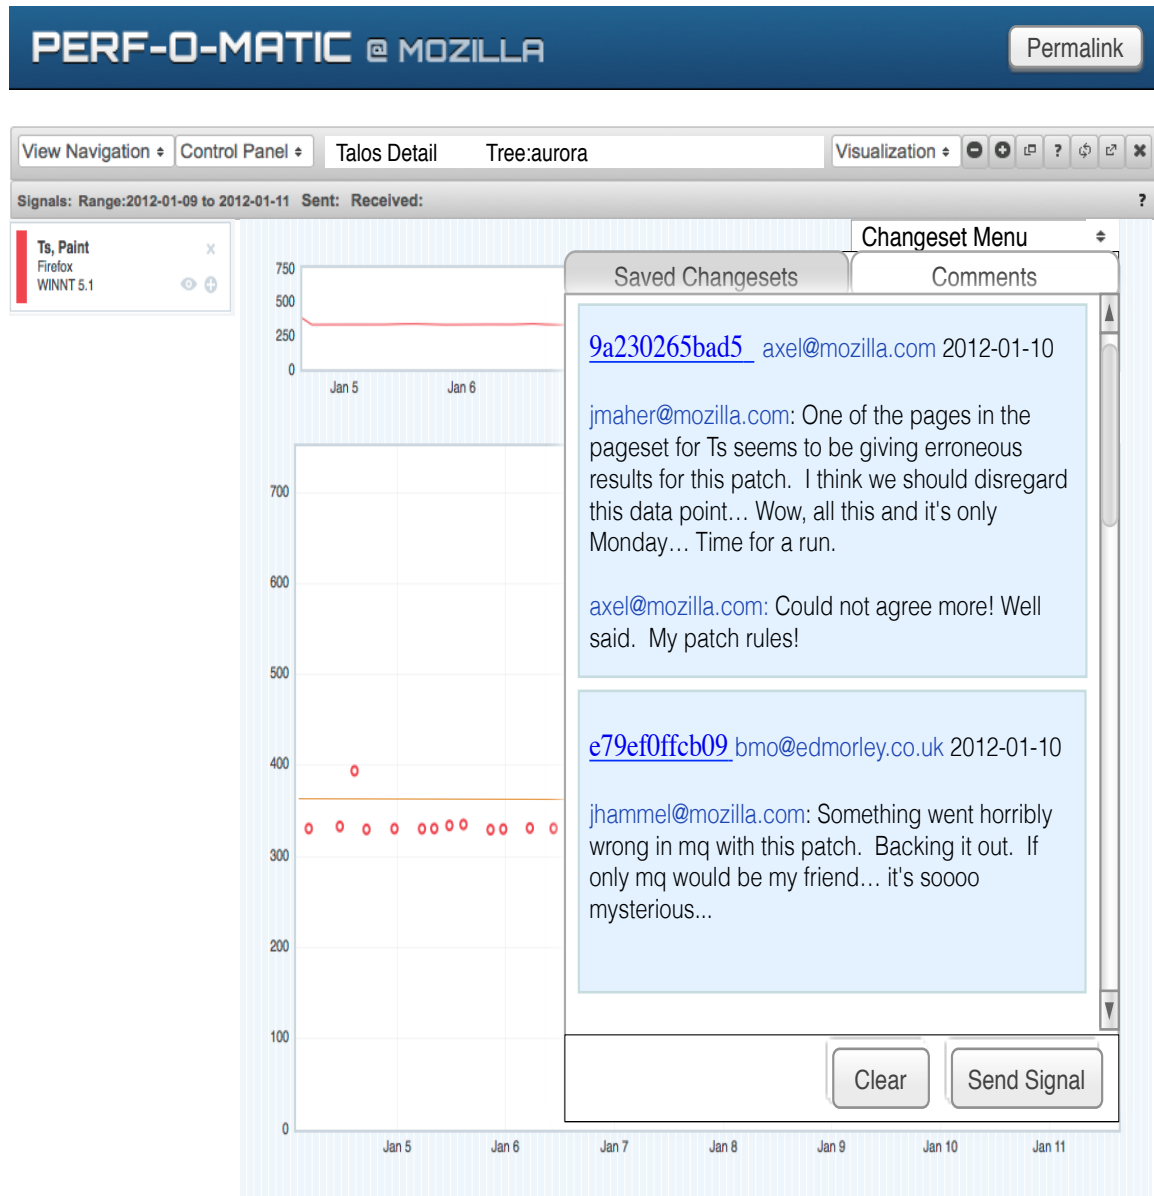 PERF-O-MATIC @ MOZILLA
Permalink
View Navigation
Control Panel
Talos Detail Tree:aurora
Visualization
?
Signals: Range:2012-01-09 to 2012-01-11 Sent: Received:
?
Ts, Paint
Firefox
WINNT 5.1
Changeset Menu
Saved Changesets
Comments
750
500
250
0
Jan 5
Jan 6
9a230265bad5 axel@mozilla.com 2012-01-10
jmaher@mozilla.com: One of the pages in the
pageset for Ts seems to be giving erroneous
results for this patch. I think we should disregard
this data point... Wow, all this and it's only
Monday... Time for a run.
axel@mozilla.com: Could not agree more! Well
said. My patch rules!
e79ef0ffcb09 bmo@edmorley.co.uk 2012-01-10
jhammel@mozilla.com: Something went horribly
wrong in mq with this patch. Backing it out. If
only mq would be my friend... it's soooo
mysterious...
Clear
Send Signal
700
600
500
400
300
200
100
0
Jan 5
Jan 6
Jan 7
Jan 8
Jan 9
Jan 10
Jan 11